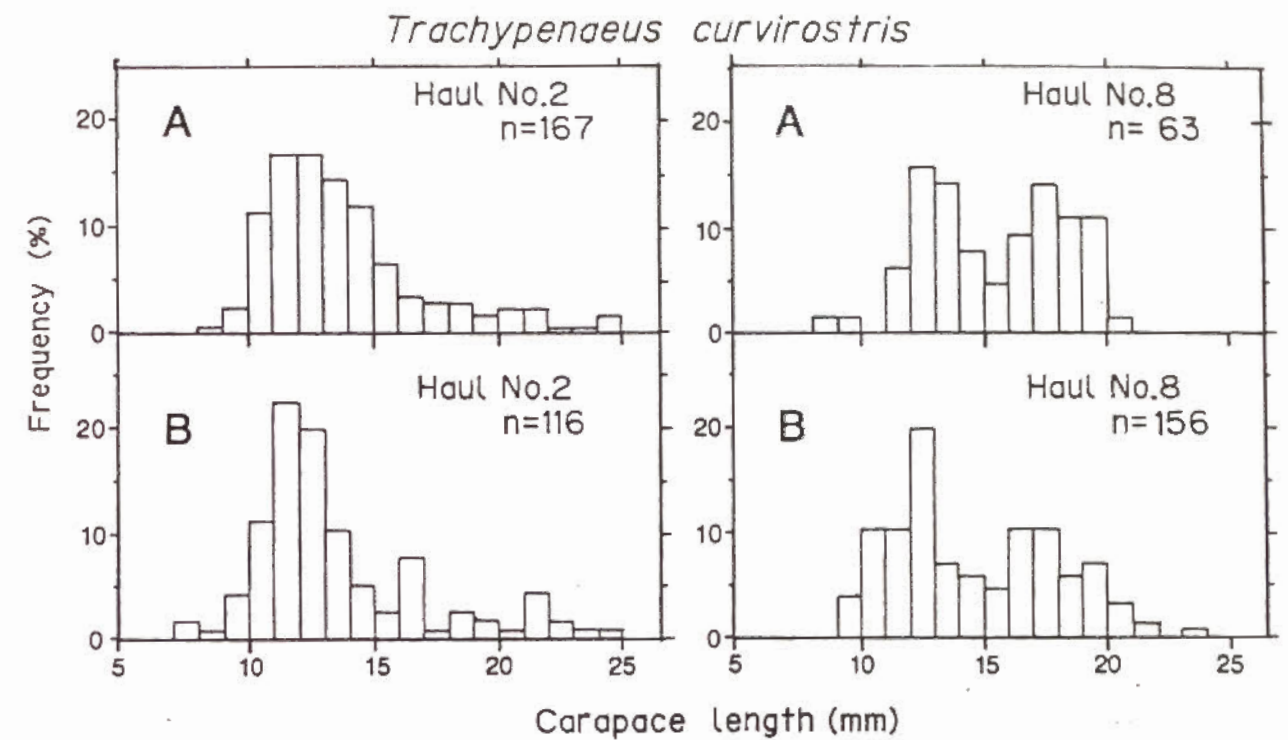 Trachypenaeus curvirostris
A
Haul No.2
n=167
20
10
0
A
Haul No.8
n= 63
20
10
0
Frequency (%)
B
Haul No.2
n=116
20
10
0
5 10 15 20 25
B
Haul No.8
n=156
20
10
0
5 10 15 20 25
Carapace length (mm)